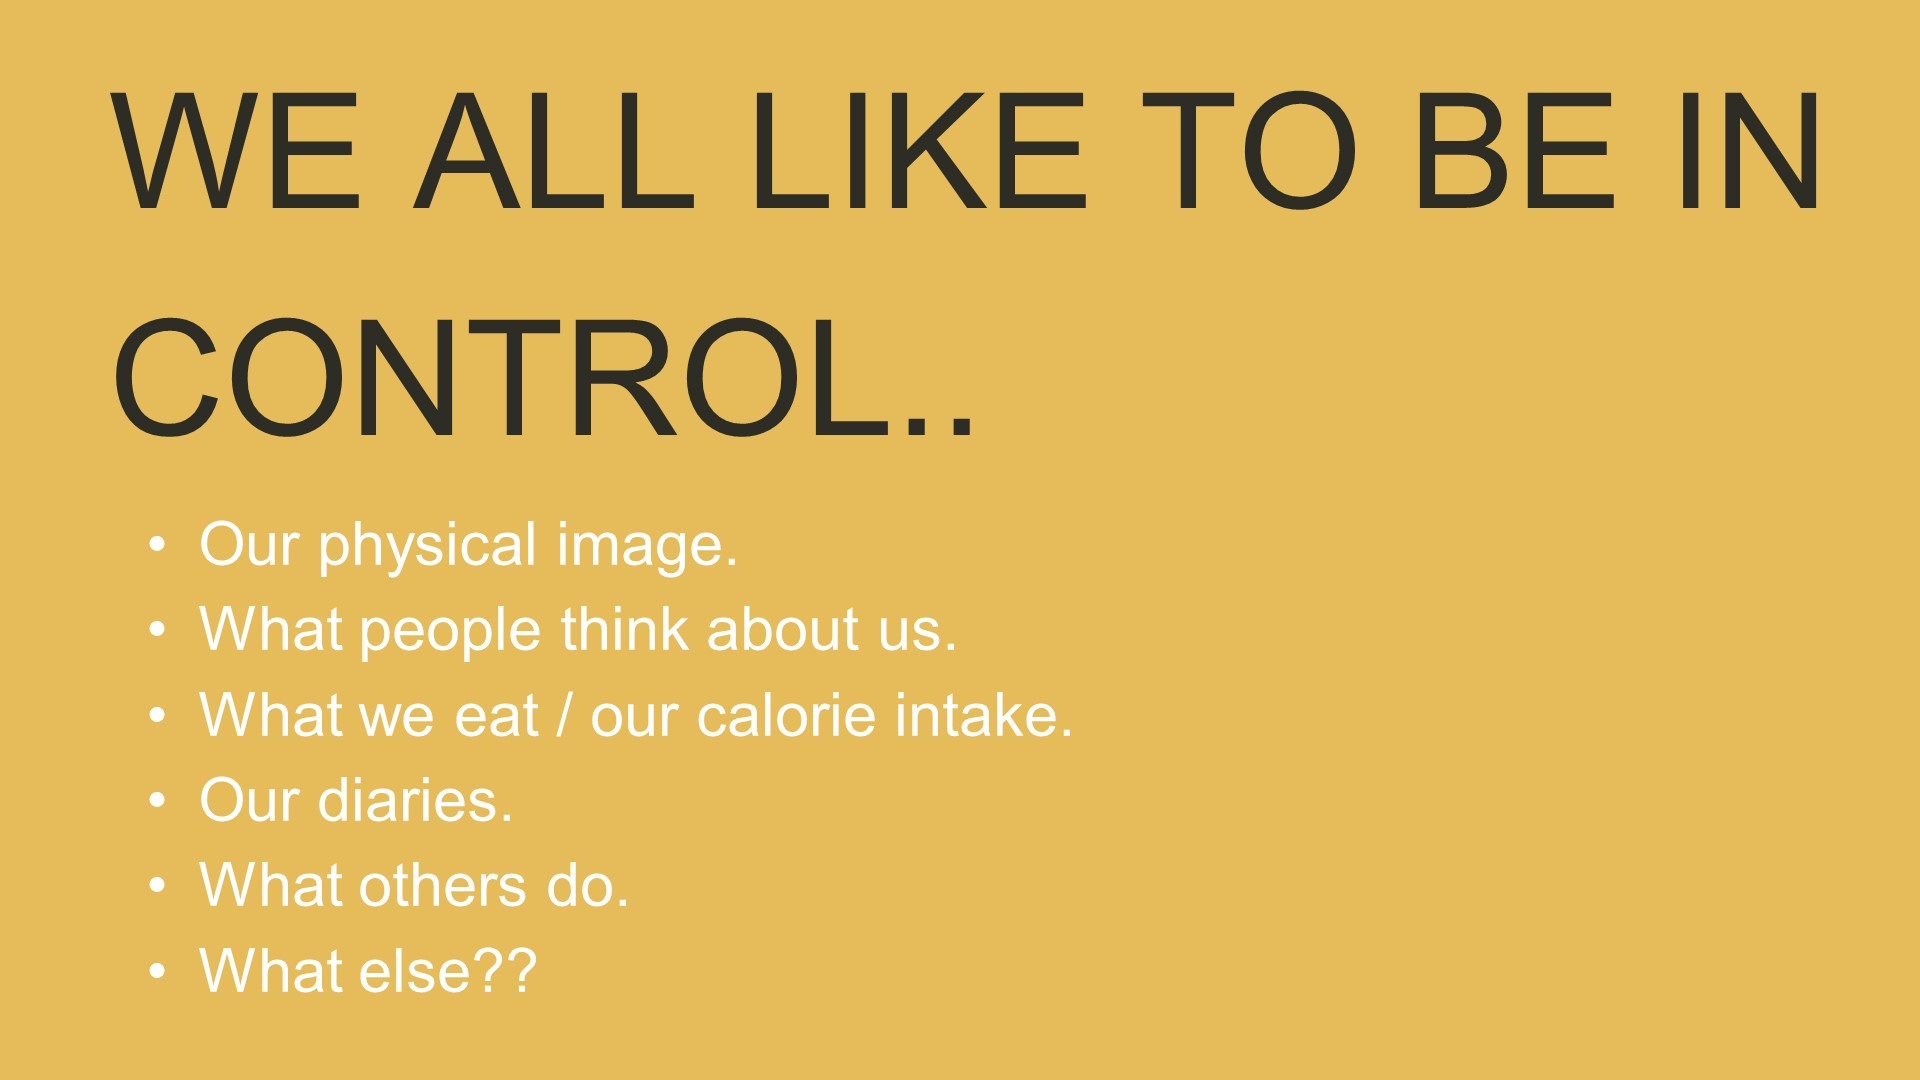 WE ALL LIKE TO BE IN
CONTROL..
• Our physical image.
• What people think about us.
• What we eat / our calorie intake.
• Our diaries.
• What others do.
• What else??